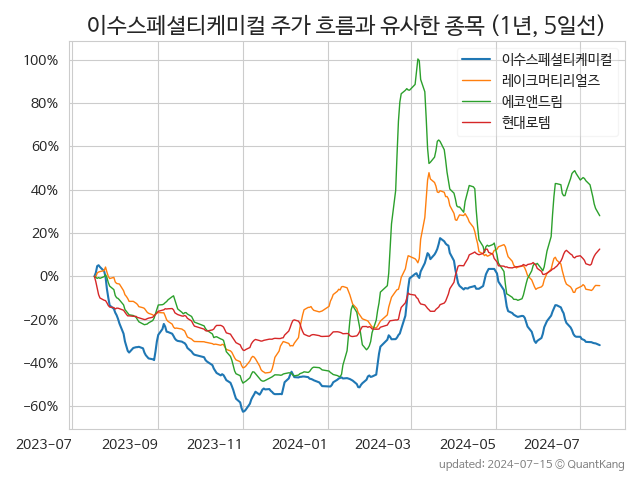 이수스페셜티케미컬 주가 흐름과 유사한 종목 (1년, 5일선)
이수스페셜티케미컬
레이크머티리얼즈
에코앤드림
현대로템
100%
80%
60%
40%
20%
0%
−20%
−40%
−60%
2023-07 2023-09 2023-11 2024-01 2024-03 2024-05 2024-07
updated: 2024-07-15 © QuantKang